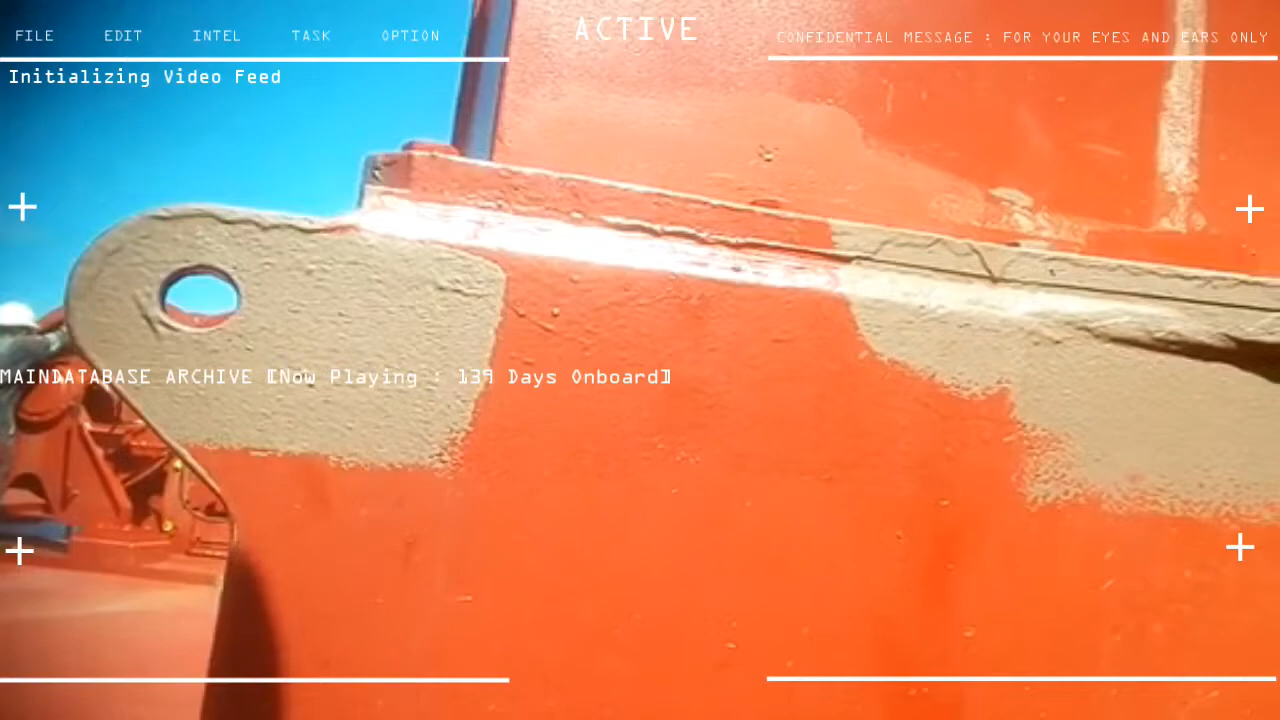 FILE EDIT INTEL TASK OPTION
ACTIVE
CONFIDENTIAL MESSAGE : FOR YOUR EYES AND EARS ONLY
Initializing Video Feed
MAINDATABASE ARCHIVE [Now Playing : 139 Days Onboard]